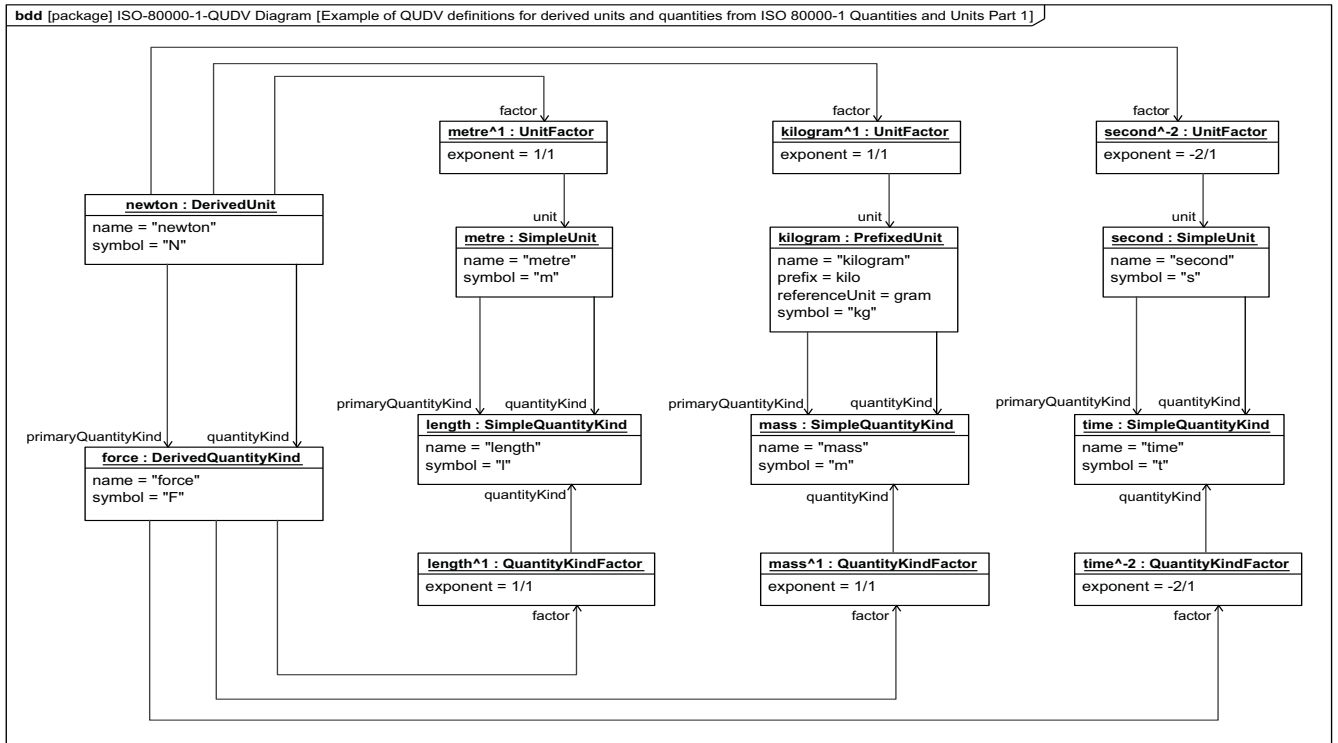 bdd [package] ISO-80000-1-QUDV Diagram [Example of QUDV definitions for derived units and quantities from ISO 80000-1 Quantities and Units Part 1]
factor
metre^1 : UnitFactor
exponent = 1/1
factor
kilogram^1 : UnitFactor
exponent = 1/1
factor
second^-2 : UnitFactor
exponent = -2/1
newton : DerivedUnit
name = "newton"
symbol = "N"
unit
metre : SimpleUnit
name = "metre"
symbol = "m"
unit
kilogram : PrefixedUnit
name = "kilogram"
prefix = kilo
referenceUnit = gram
symbol = "kg"
unit
second : SimpleUnit
name = "second"
symbol = "s"
primaryQuantityKind
quantityKind
force : DerivedQuantityKind
name = "force"
symbol = "F"
primaryQuantityKind
quantityKind
length : SimpleQuantityKind
name = "length"
symbol = "l"
quantityKind
primaryQuantityKind
quantityKind
mass : SimpleQuantityKind
name = "mass"
symbol = "m"
quantityKind
primaryQuantityKind
quantityKind
time : SimpleQuantityKind
name = "time"
symbol = "t"
quantityKind
length^1 : QuantityKindFactor
exponent = 1/1
factor
mass^1 : QuantityKindFactor
exponent = 1/1
factor
time^-2 : QuantityKindFactor
exponent = -2/1
factor